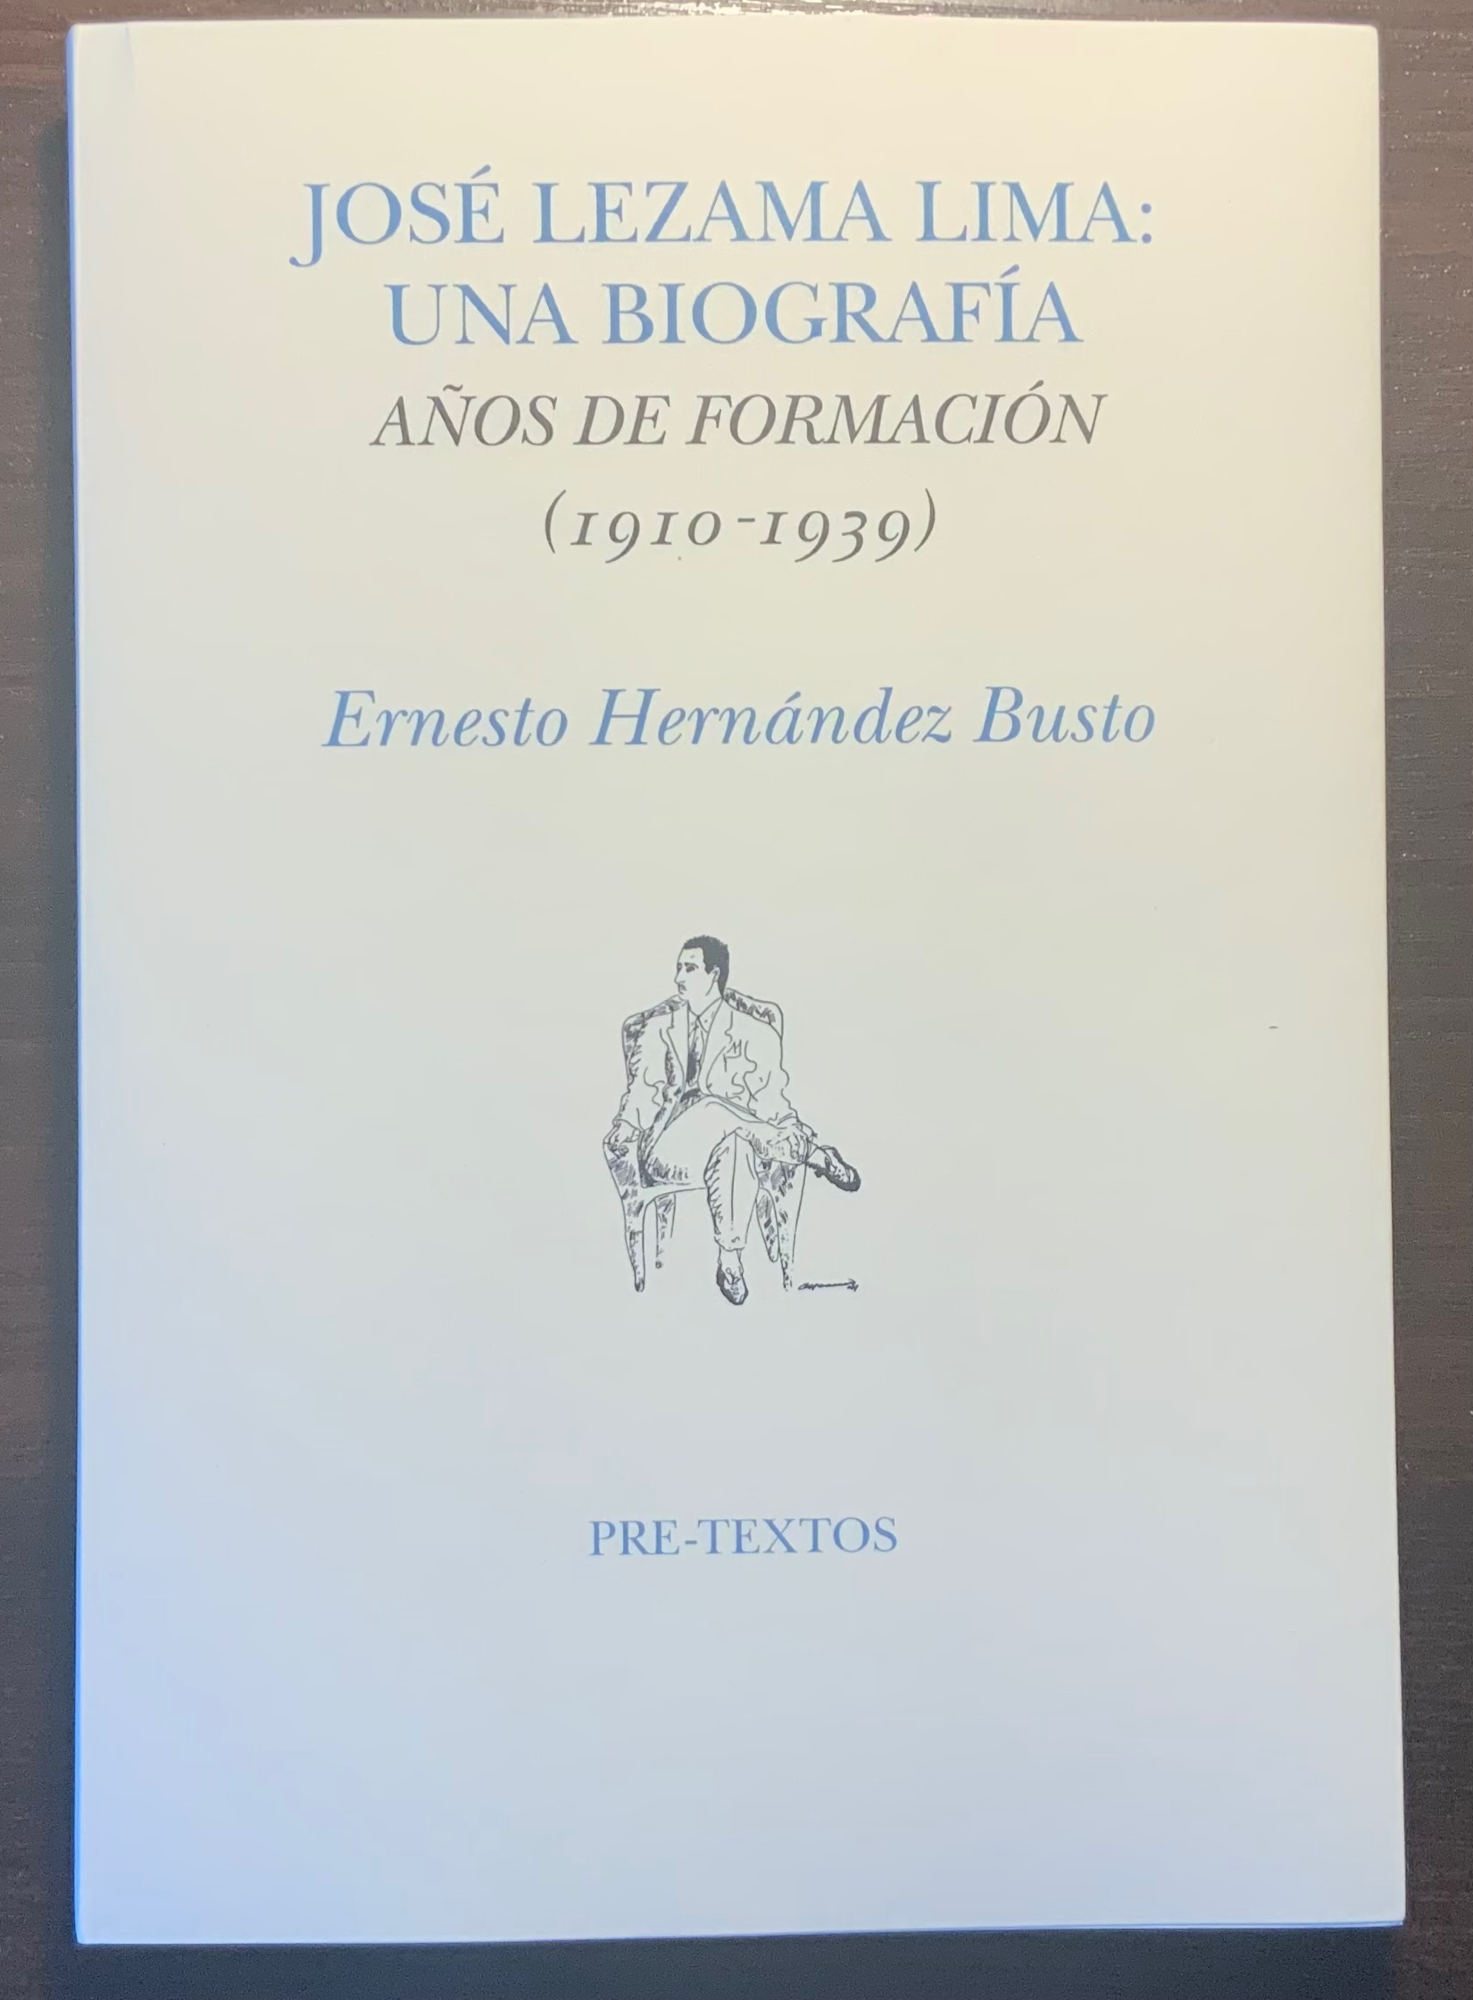 JOSÉ LEZAMA LIMA:
UNA BIOGRAFÍA
AÑOS DE FORMACIÓN
(1910-1939)
Ernesto Hernández Busto
PRE-TEXTOS